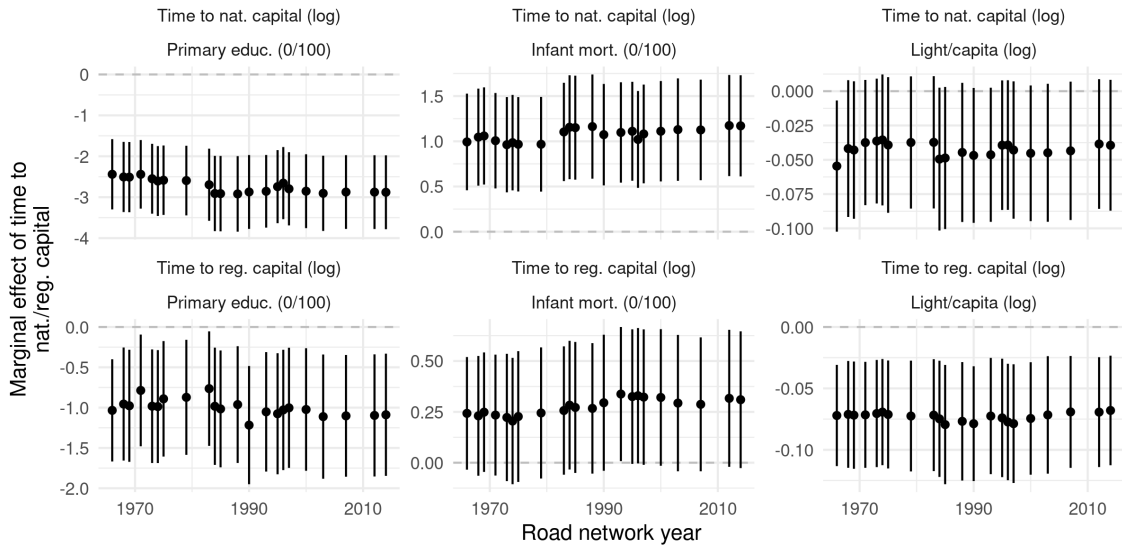 Time to nat. capital (log)
Primary educ. (0/100)
Time to nat. capital (log)
Infant mort. (0/100)
Time to nat. capital (log)
Light/capita (log)
0
-1
-2
-3
-4
1.5
1.0
0.5
0.0
0.000
-0.025
-0.050
-0.075
-0.100
Marginal effect of time to
nat./reg. capital
Time to reg. capital (log)
Primary educ. (0/100)
Time to reg. capital (log)
Infant mort. (0/100)
Time to reg. capital (log)
Light/capita (log)
0.0
-0.5
-1.0
-1.5
-2.0
0.50
0.25
0.00
0.00
-0.05
-0.10
1970 1990 2010
1970 1990 2010
1970 1990 2010
Road network year